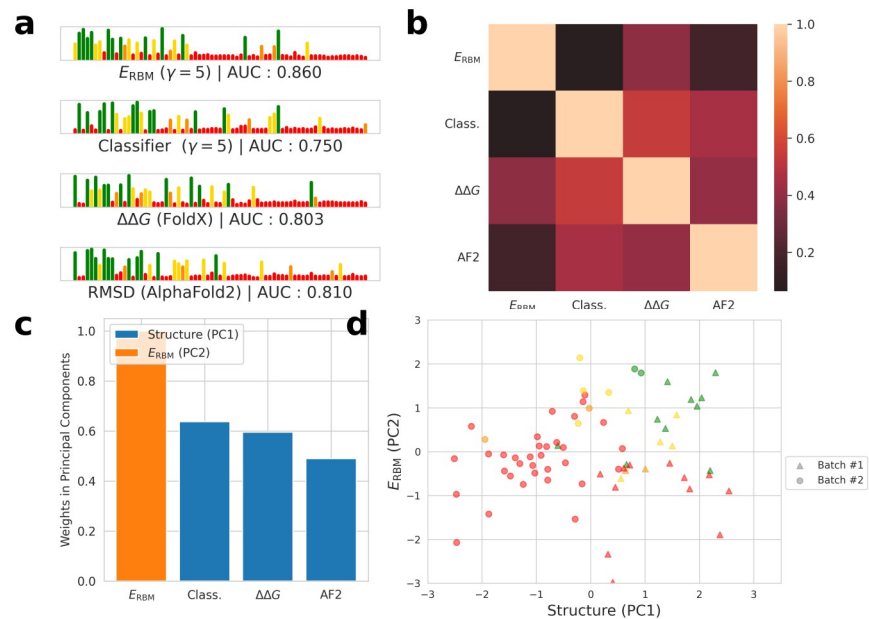 a
E_RBM (γ = 5) | AUC : 0.860
Classifier (γ = 5) | AUC : 0.750
ΔΔG (FoldX) | AUC : 0.803
RMSD (AlphaFold2) | AUC : 0.810
b
E_RBM
Class.
ΔΔG
AF2
E_RBM Class. ΔΔG AF2
1.0
0.8
0.6
0.4
0.2
c
Weights in Principal Components
1.0
0.8
0.6
0.4
0.2
0.0
Structure (PC1)
E_RBM (PC2)
E_RBM Class. ΔΔG AF2
d
E_RBM (PC2)
3
2
1
0
−1
−2
−3
−3 −2 −1 0 1 2 3
Structure (PC1)
Batch #1
Batch #2